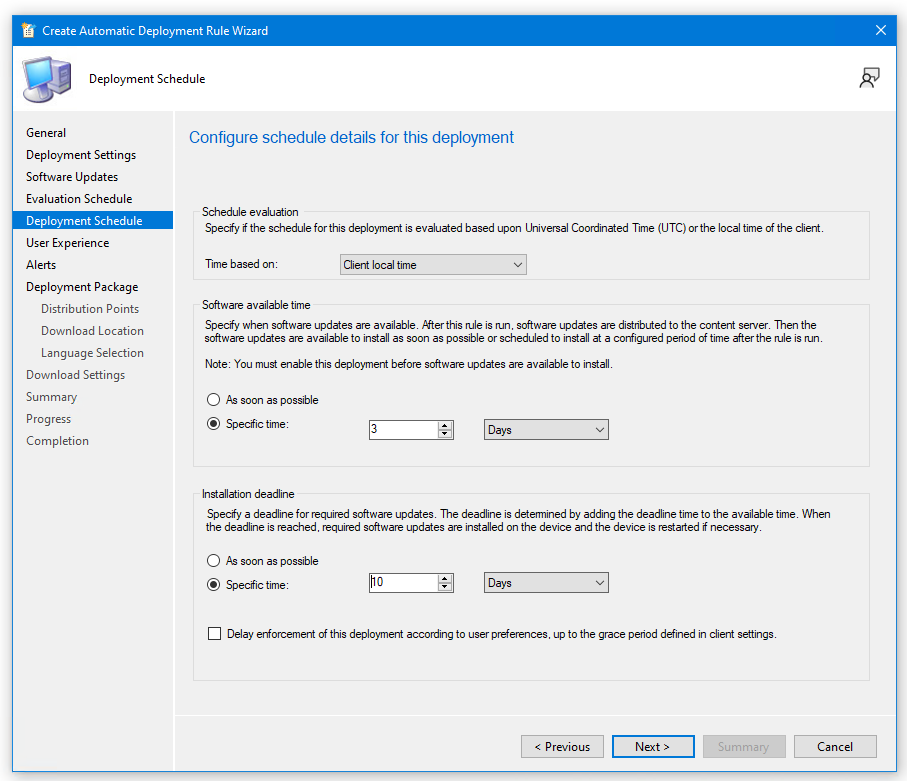 Create Automatic Deployment Rule Wizard
Deployment Schedule
General
Deployment Settings
Software Updates
Evaluation Schedule
Deployment Schedule
User Experience
Alerts
Deployment Package
Distribution Points
Download Location
Language Selection
Download Settings
Summary
Progress
Completion
Configure schedule details for this deployment
Schedule evaluation
Specify if the schedule for this deployment is evaluated based upon Universal Coordinated Time (UTC) or the local time of the client.
Time based on: Client local time
Software available time
Specify when software updates are available. After this rule is run, software updates are distributed to the content server. Then the
software updates are available to install as soon as possible or scheduled to install at a configured period of time after the rule is run.
Note: You must enable this deployment before software updates are available to install.
As soon as possible
Specific time: 3 Days
Installation deadline
Specify a deadline for required software updates. The deadline is determined by adding the deadline time to the available time. When
the deadline is reached, required software updates are installed on the device and the device is restarted if necessary.
As soon as possible
Specific time: 10 Days
Delay enforcement of this deployment according to user preferences, up to the grace period defined in client settings.
< Previous Next > Summary Cancel